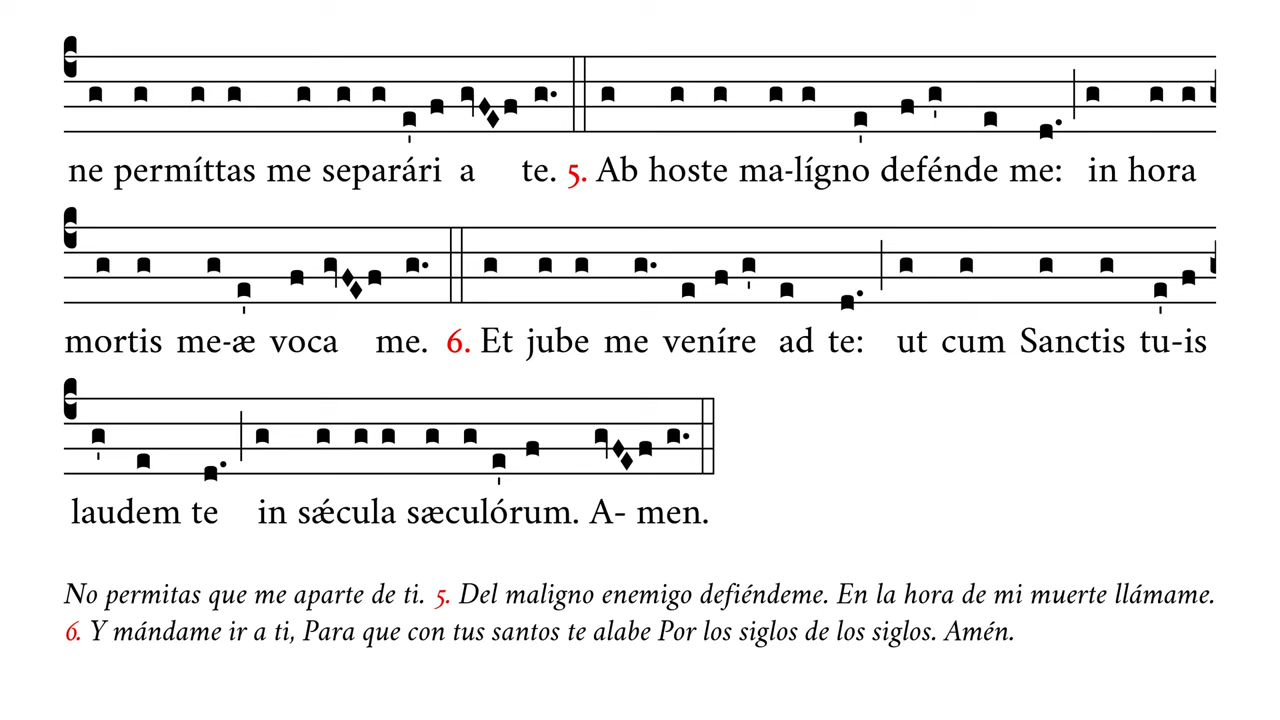 ne permíttas me separári a te. 5. Ab hoste ma-lígno defénde me: in hora
mortis me-æ voca me. 6. Et jube me veníre ad te: ut cum Sanctis tu-is
laudem te in sǽcula sæculórum. A- men.
No permitas que me aparte de ti. 5. Del maligno enemigo defiéndeme. En la hora de mi muerte llámame.
6. Y mándame ir a ti, Para que con tus santos te alabe Por los siglos de los siglos. Amén.